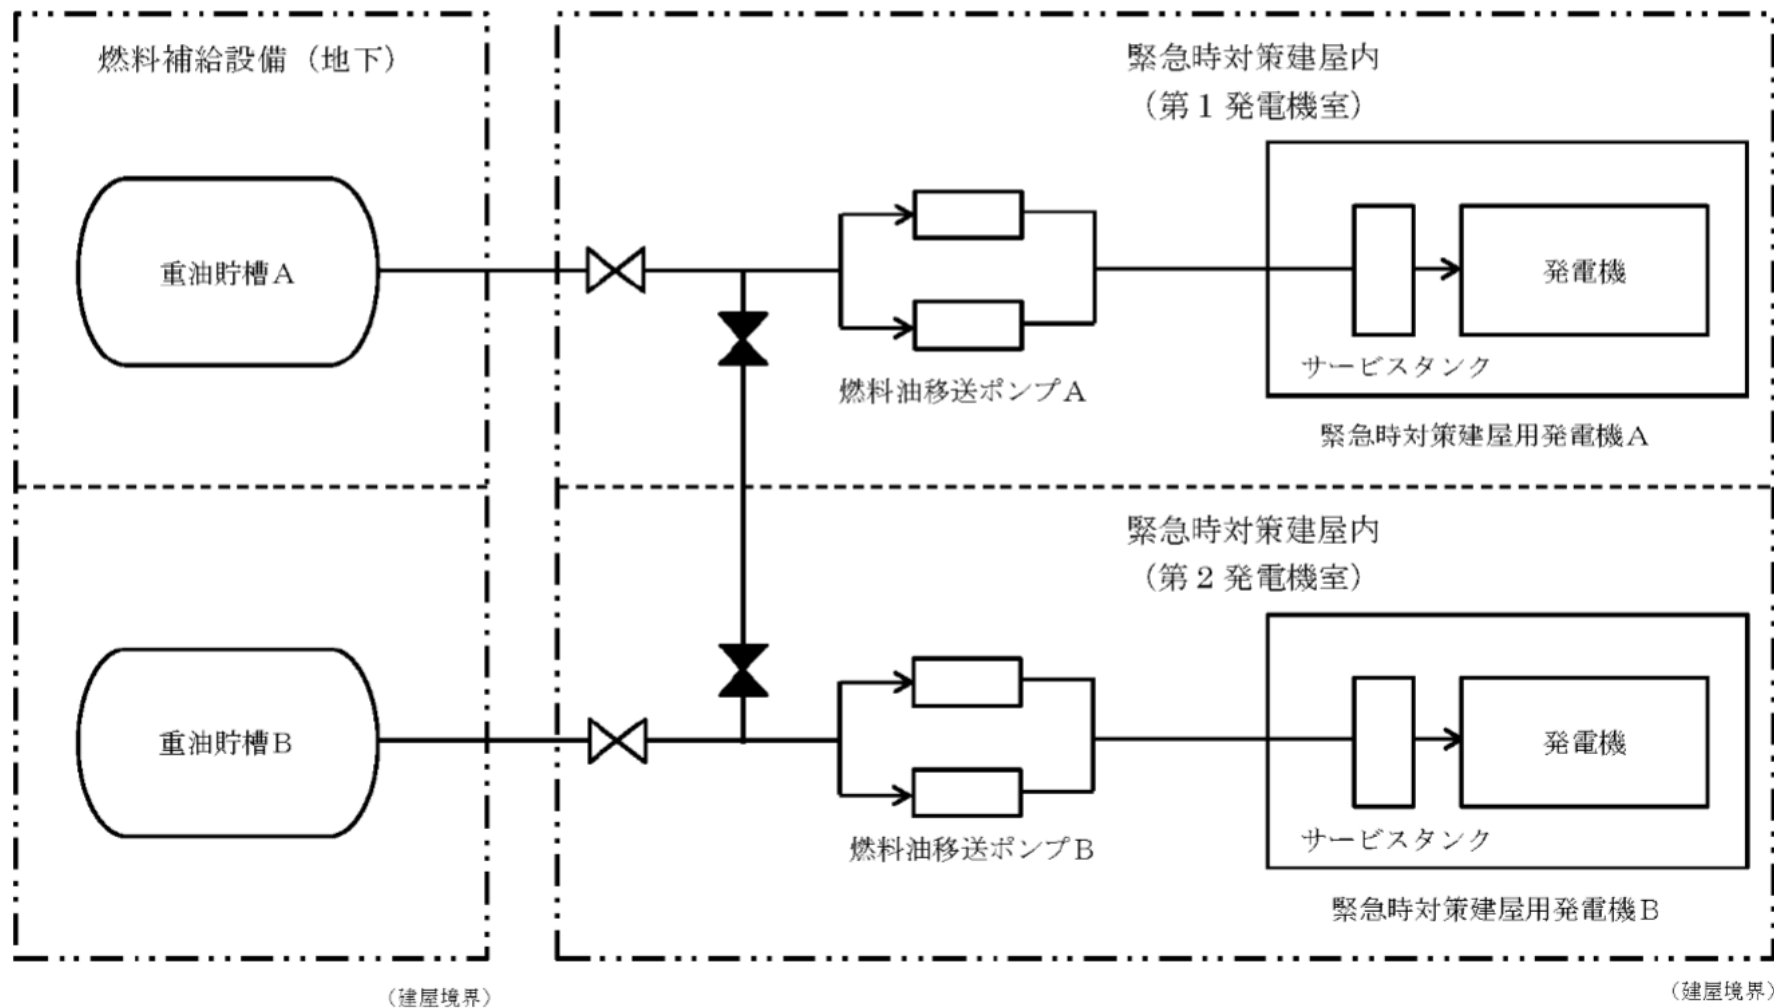 燃料補給設備（地下）
緊急時対策建屋内
（第１発電機室）
重油貯槽Ａ
発電機
サービスタンク
燃料油移送ポンプＡ
緊急時対策建屋用発電機Ａ
緊急時対策建屋内
（第２発電機室）
重油貯槽Ｂ
発電機
サービスタンク
燃料油移送ポンプＢ
緊急時対策建屋用発電機Ｂ
（建屋境界）
（建屋境界）